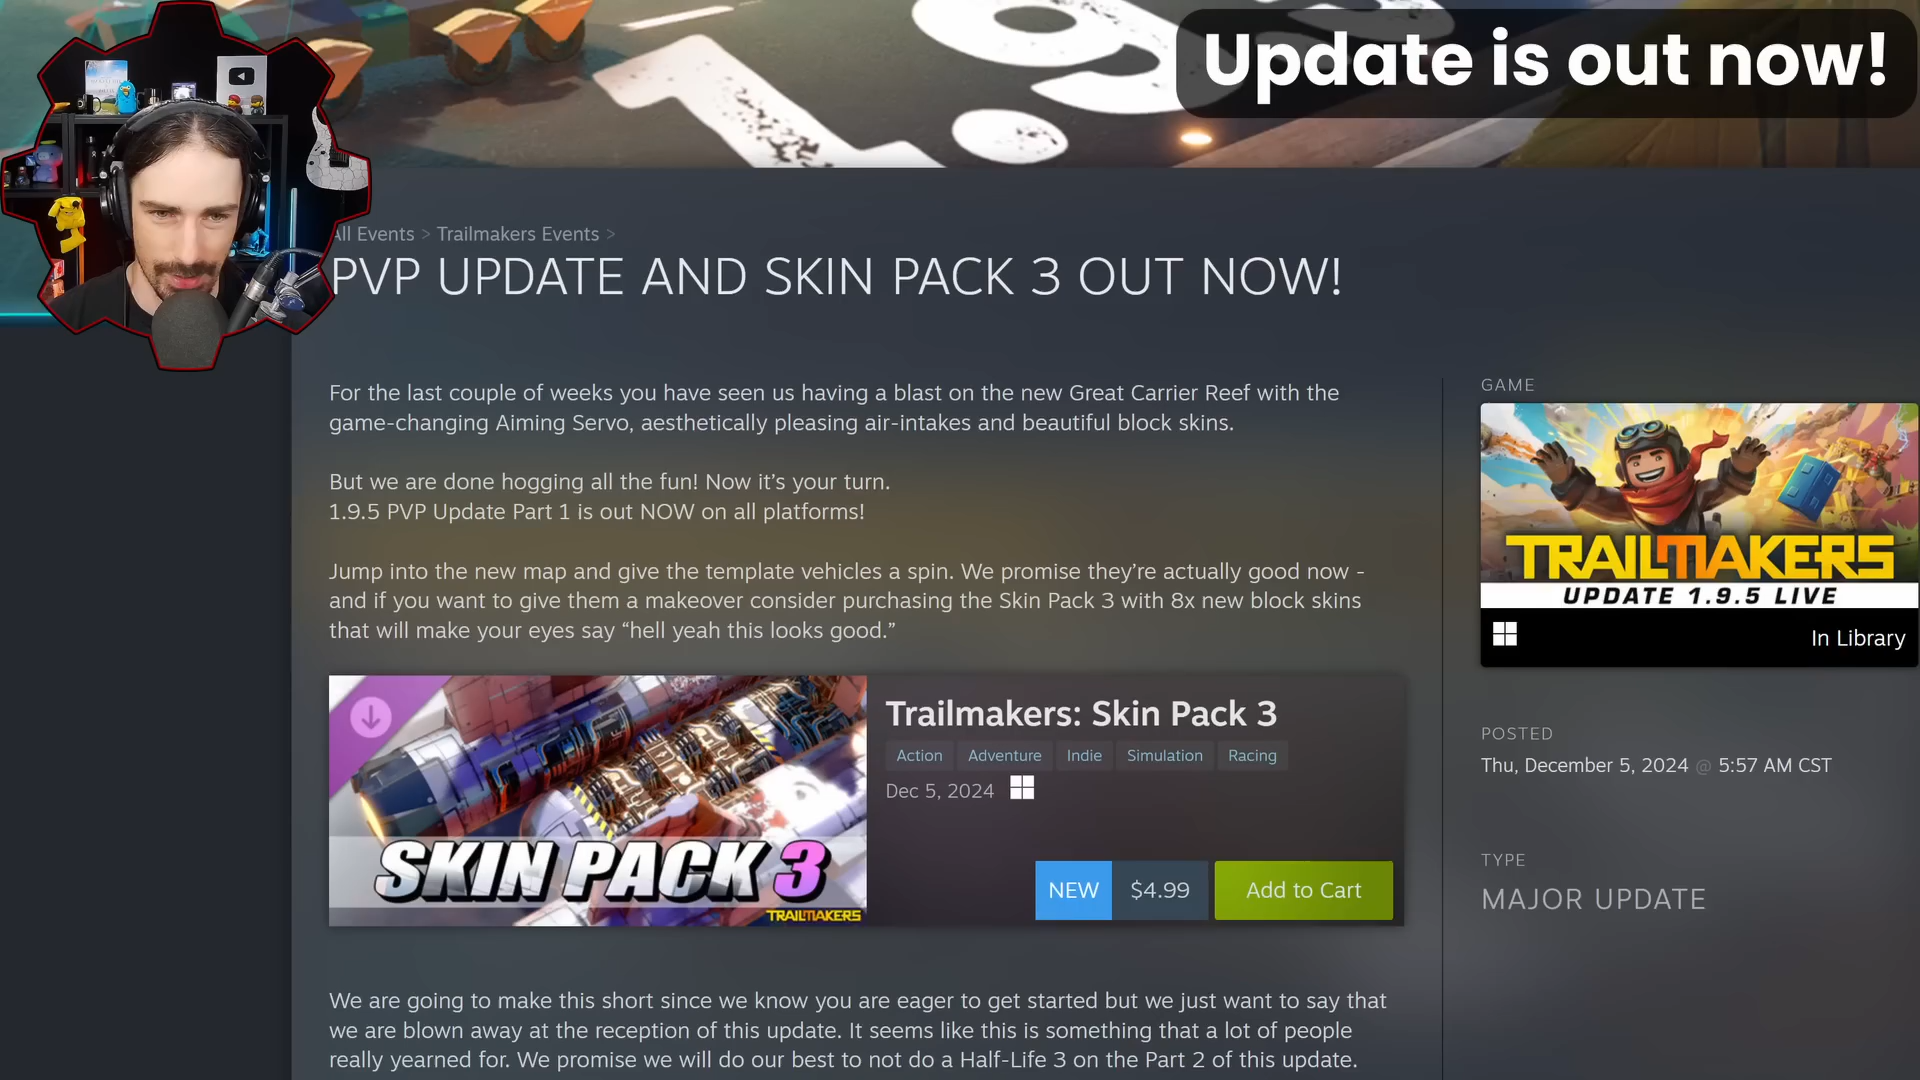 Update is out now!
1.9.5
All Events > Trailmakers Events >
PVP UPDATE AND SKIN PACK 3 OUT NOW!
For the last couple of weeks you have seen us having a blast on the new Great Carrier Reef with the
game-changing Aiming Servo, aesthetically pleasing air-intakes and beautiful block skins.
But we are done hogging all the fun! Now it's your turn.
1.9.5 PVP Update Part 1 is out NOW on all platforms!
Jump into the new map and give the template vehicles a spin. We promise they’re actually good now -
and if you want to give them a makeover consider purchasing the Skin Pack 3 with 8x new block skins
that will make your eyes say “hell yeah this looks good.”
SKIN PACK 3
TRAILMAKERS
Trailmakers: Skin Pack 3
Action Adventure Indie Simulation Racing
Dec 5, 2024
NEW $4.99 Add to Cart
We are going to make this short since we know you are eager to get started but we just want to say that
we are blown away at the reception of this update. It seems like this is something that a lot of people
really yearned for. We promise we will do our best to not do a Half-Life 3 on the Part 2 of this update.
GAME
TRAILMAKERS
UPDATE 1.9.5 LIVE
In Library
POSTED
Thu, December 5, 2024 @ 5:57 AM CST
TYPE
MAJOR UPDATE